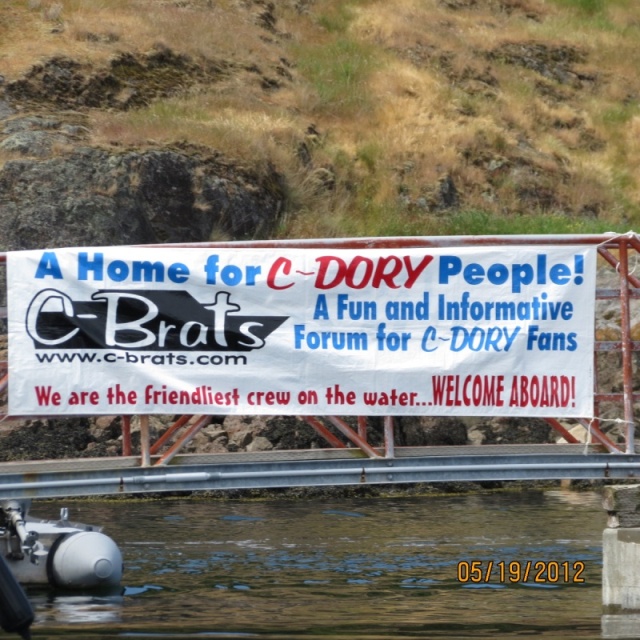 A Home for C-DORY People!
C-Brats
www.c-brats.com
A Fun and Informative
Forum for C-DORY Fans
We are the friendliest crew on the water...WELCOME ABOARD!
05/19/2012